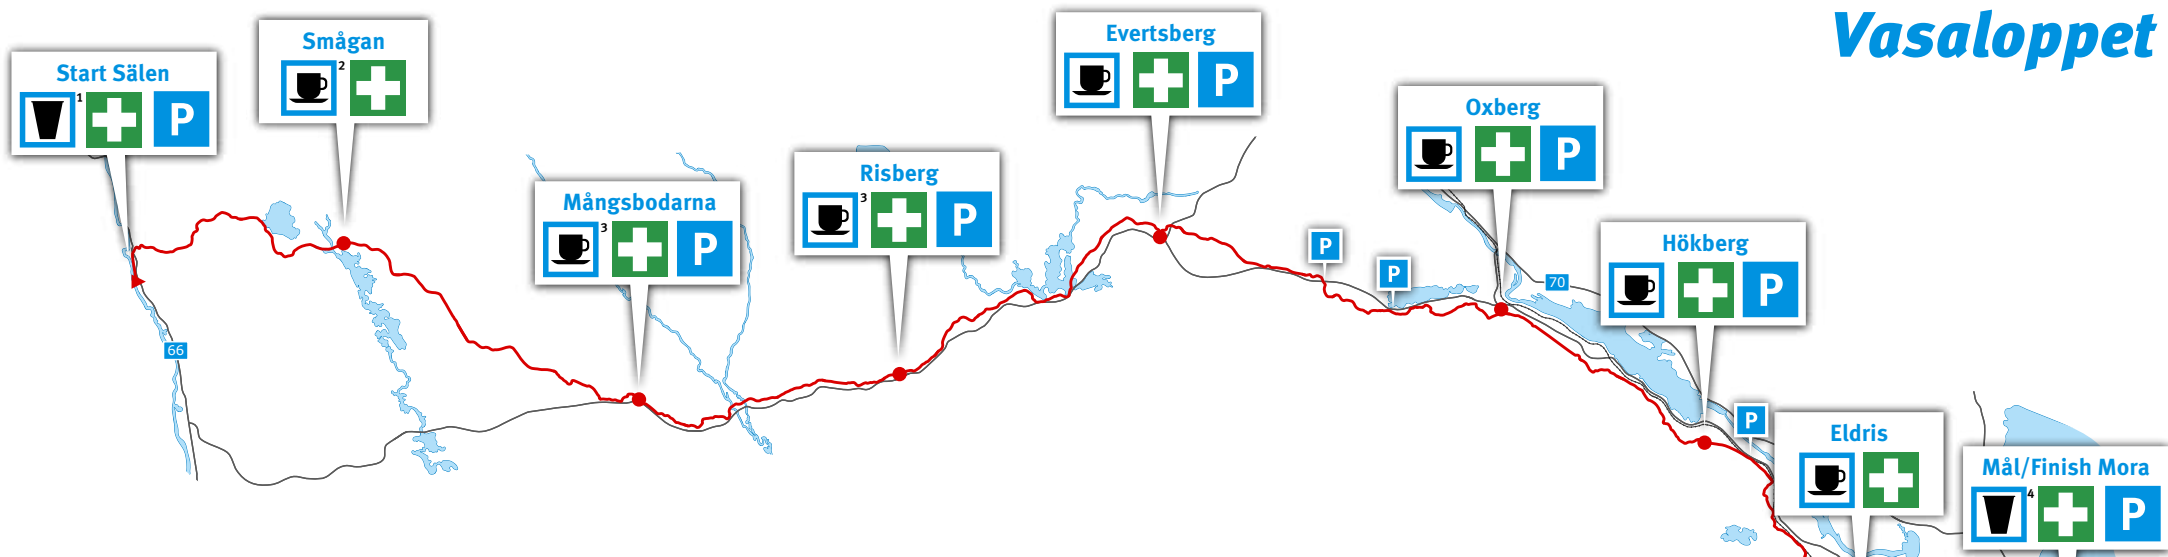 Vasaloppet
Start Sälen
1
P
Smågan
2
Mångsbodarna
3
P
Risberg
3
P
Evertsberg
P
P
P
Oxberg
P
Hökberg
P
P
Eldris
Mål/Finish Mora
4
P
66
70